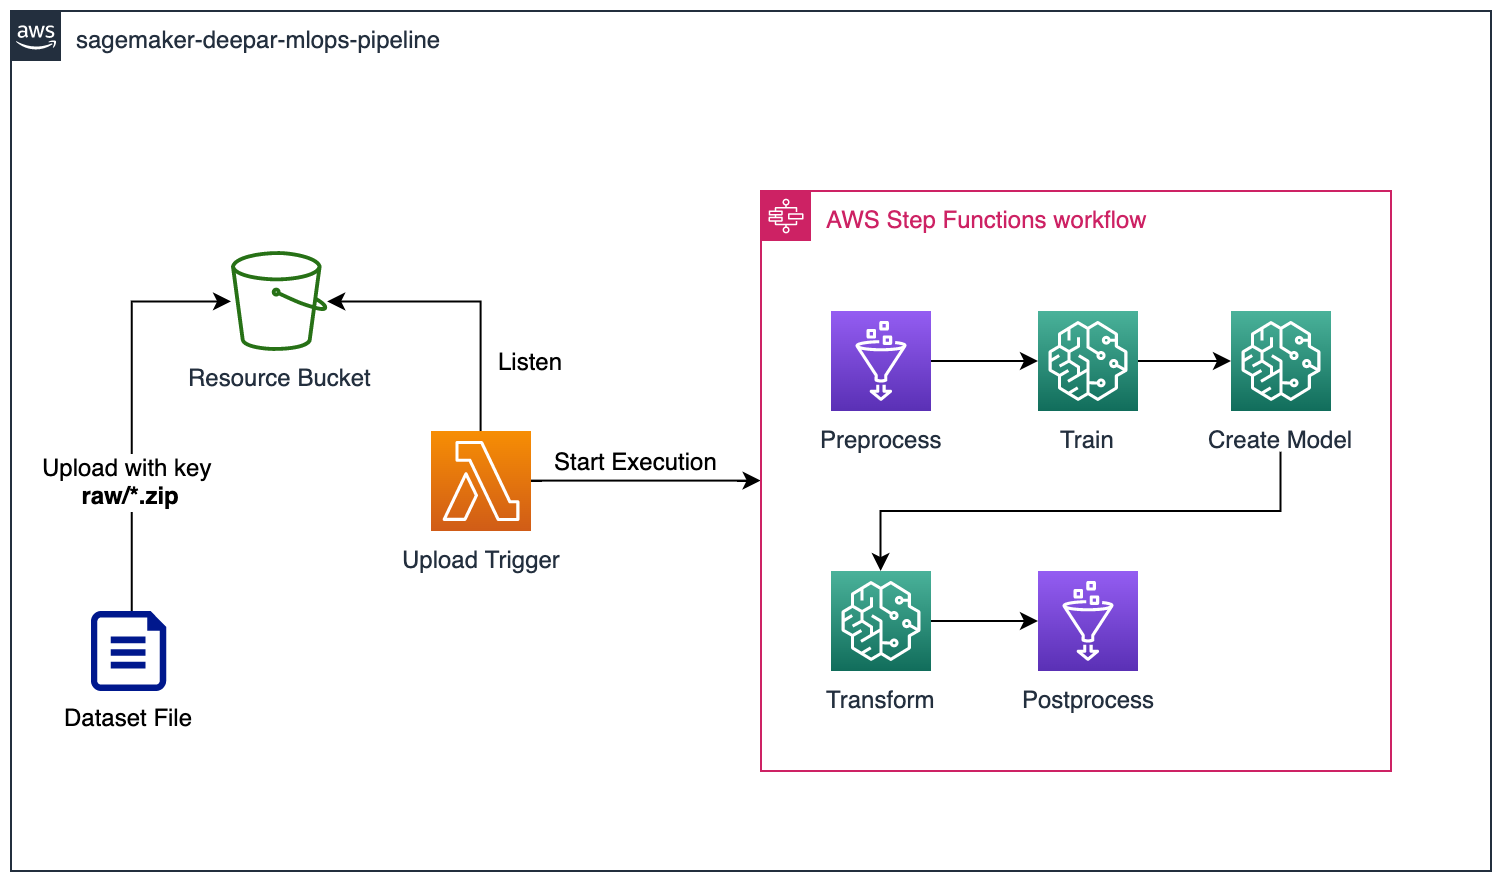 aws
sagemaker-deepar-mlops-pipeline
AWS Step Functions workflow
Resource Bucket
Listen
Preprocess
Train
Create Model
Upload with key
raw/*.zip
Start Execution
Upload Trigger
Dataset File
Transform
Postprocess